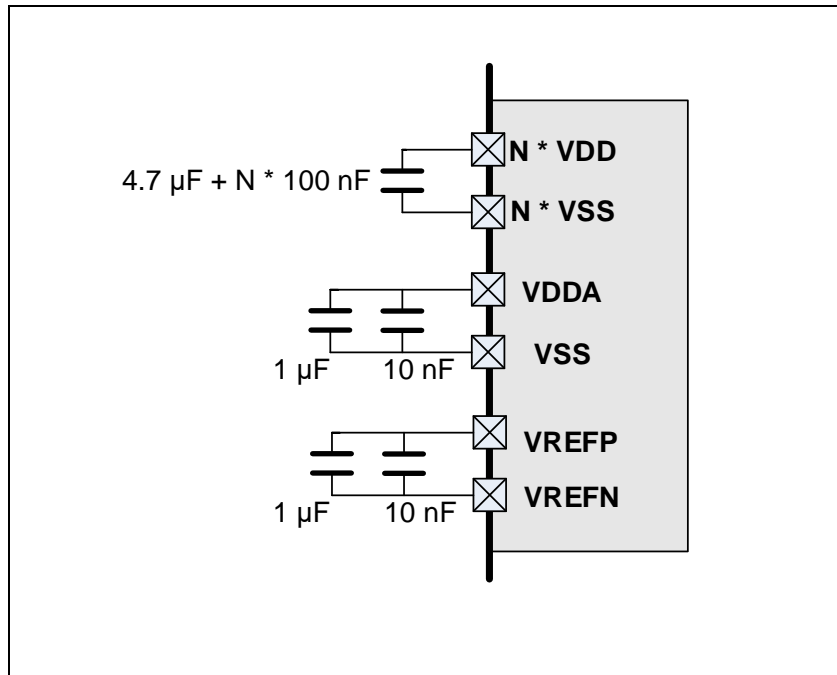 N * VDD
4.7 µF + N * 100 nF
N * VSS
VDDA
VSS
1 µF 10 nF
VREFP
VREFN
1 µF 10 nF